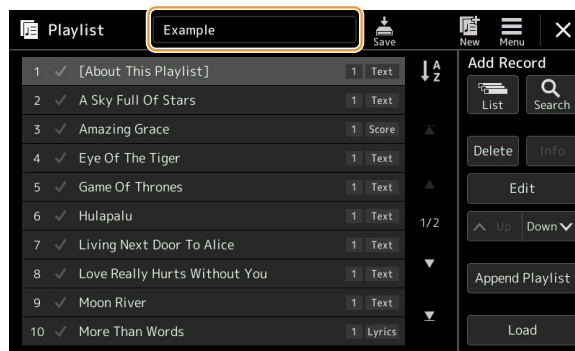 Playlist
Example
Save
New
Menu
1 [About This Playlist] 1 Text
2 A Sky Full Of Stars 1 Text
3 Amazing Grace 1 Score
4 Eye Of The Tiger 1 Text
5 Game Of Thrones 1 Text
6 Hulapalu 1 Text
7 Living Next Door To Alice 1 Text
8 Love Really Hurts Without You 1 Text
9 Moon River 1 Text
10 More Than Words 1 Lyrics
A
Z
1/2
Add Record
List
Search
Delete
Info
Edit
Up
Down
Append Playlist
Load